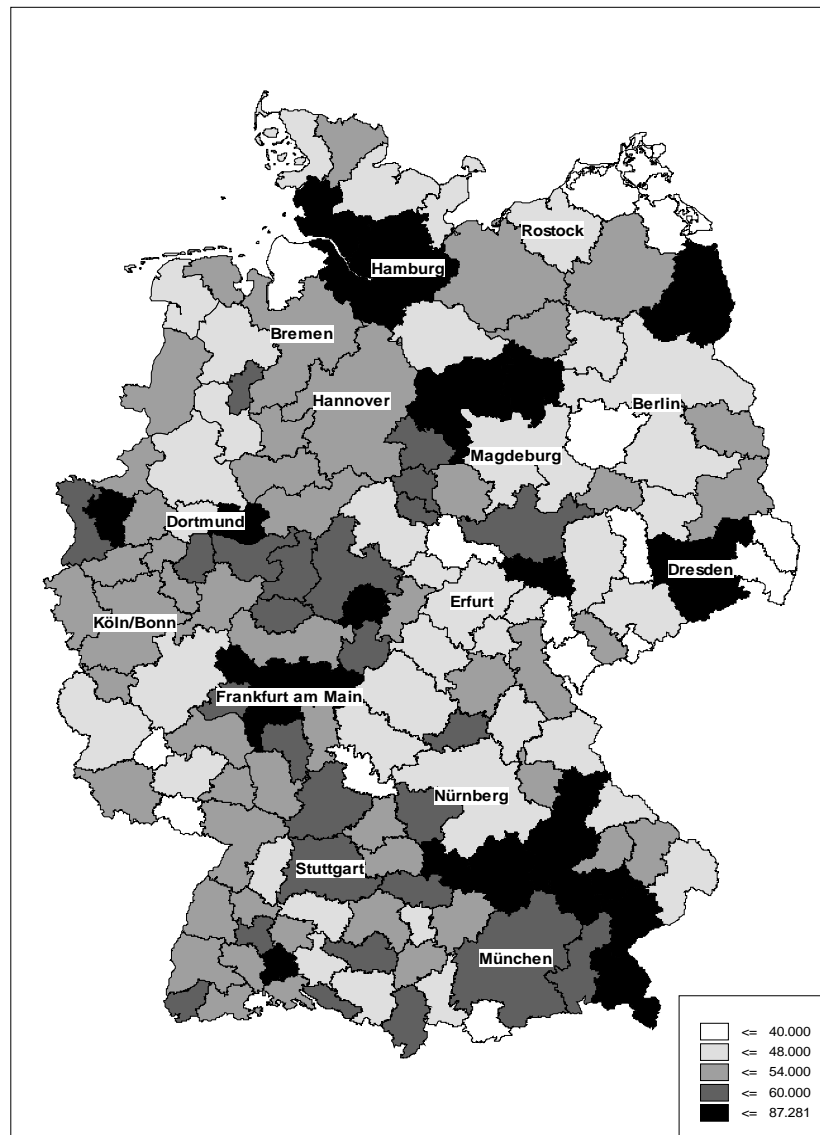 Rostock
Hamburg
Bremen
Hannover
Berlin
Magdeburg
Dortmund
Dresden
Erfurt
Köln/Bonn
Frankfurt am Main
Nürnberg
Stuttgart
München
<= 40.000
<= 48.000
<= 54.000
<= 60.000
<= 87.281